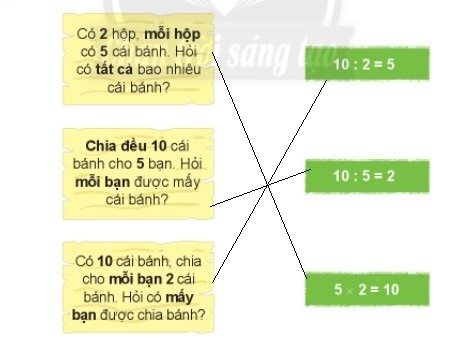 Có 2 hộp, mỗi hộp
có 5 cái bánh. Hỏi
có tất cả bao nhiêu
cái bánh?
10 : 2 = 5
Chia đều 10 cái
bánh cho 5 bạn. Hỏi
mỗi bạn được mấy
cái bánh?
10 : 5 = 2
Có 10 cái bánh, chia
cho mỗi bạn 2 cái
bánh. Hỏi có mấy
bạn được chia bánh?
5 × 2 = 10